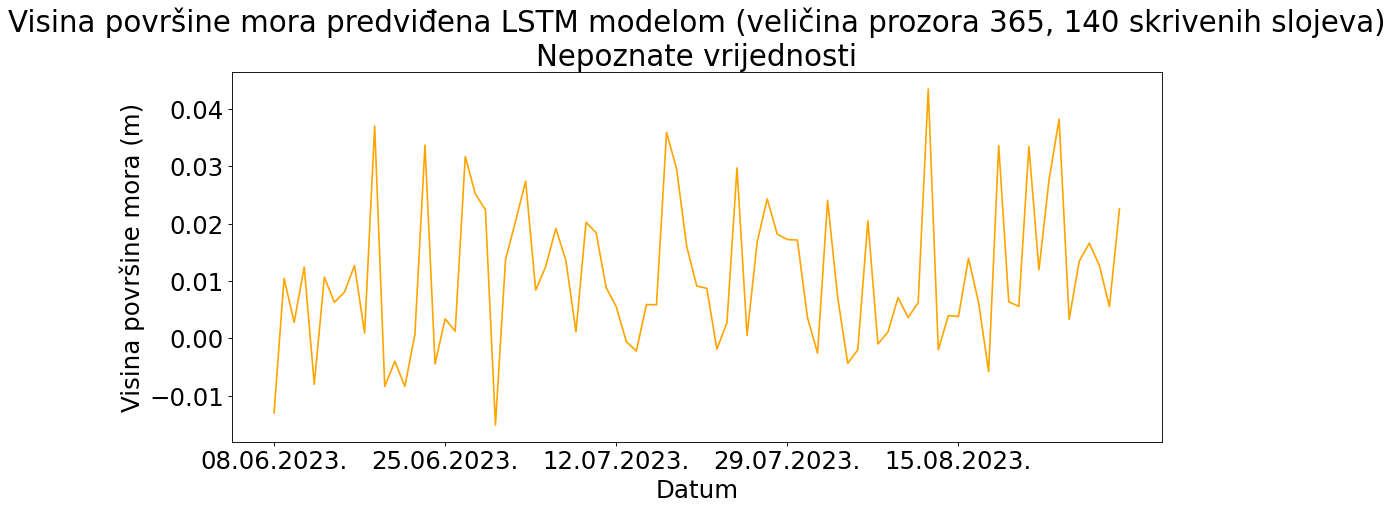 Visina površine mora predviđena LSTM modelom (veličina prozora 365, 140 skrivenih slojeva)
Nepoznate vrijednosti
Visina površine mora (m)
0.04
0.03
0.02
0.01
0.00
−0.01
08.06.2023. 25.06.2023. 12.07.2023. 29.07.2023. 15.08.2023.
Datum